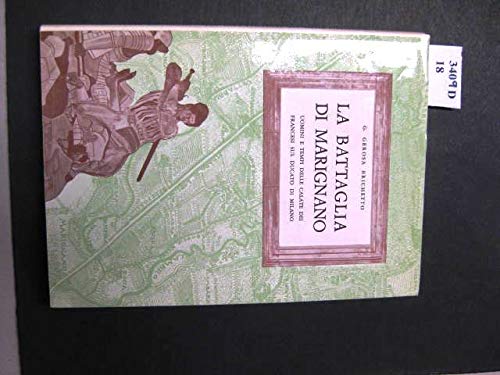 G. GEROSA BRICHETTO
LA BATTAGLIA
DI MARIGNANO
UOMINI E TEMPI DELLE CALATE DEI
FRANCESI SUL DUCATO DI MILANO
3409D
18